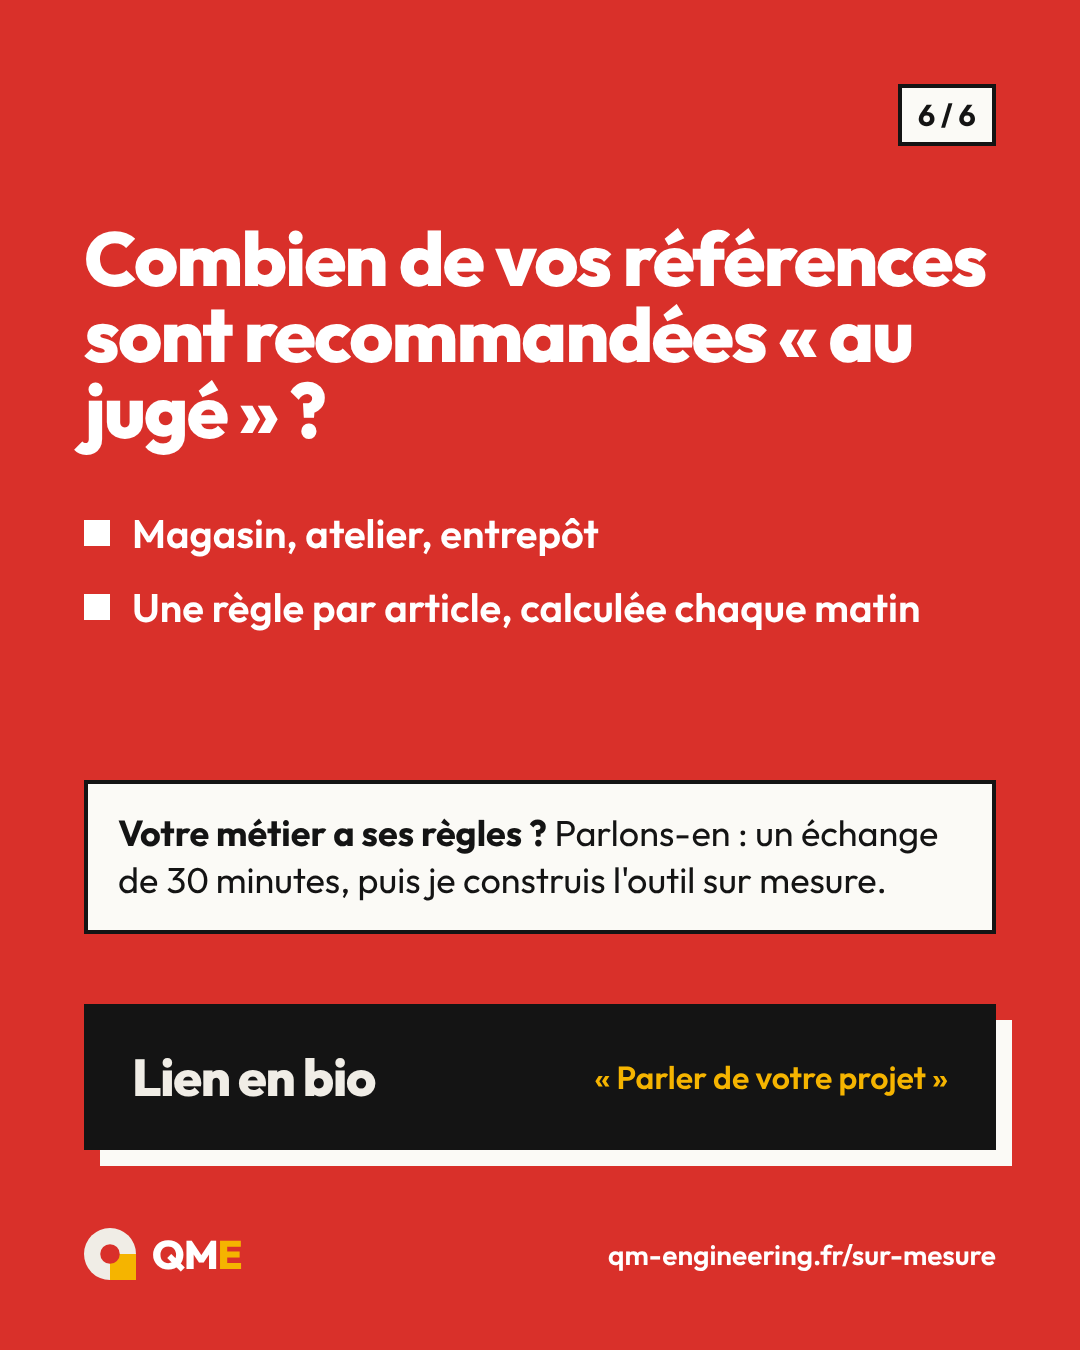 6 / 6
Combien de vos références
sont recommandées « au
jugé » ?
Magasin, atelier, entrepôt
Une règle par article, calculée chaque matin
Votre métier a ses règles ? Parlons-en : un échange
de 30 minutes, puis je construis l'outil sur mesure.
Lien en bio
« Parler de votre projet »
QME
qm-engineering.fr/sur-mesure